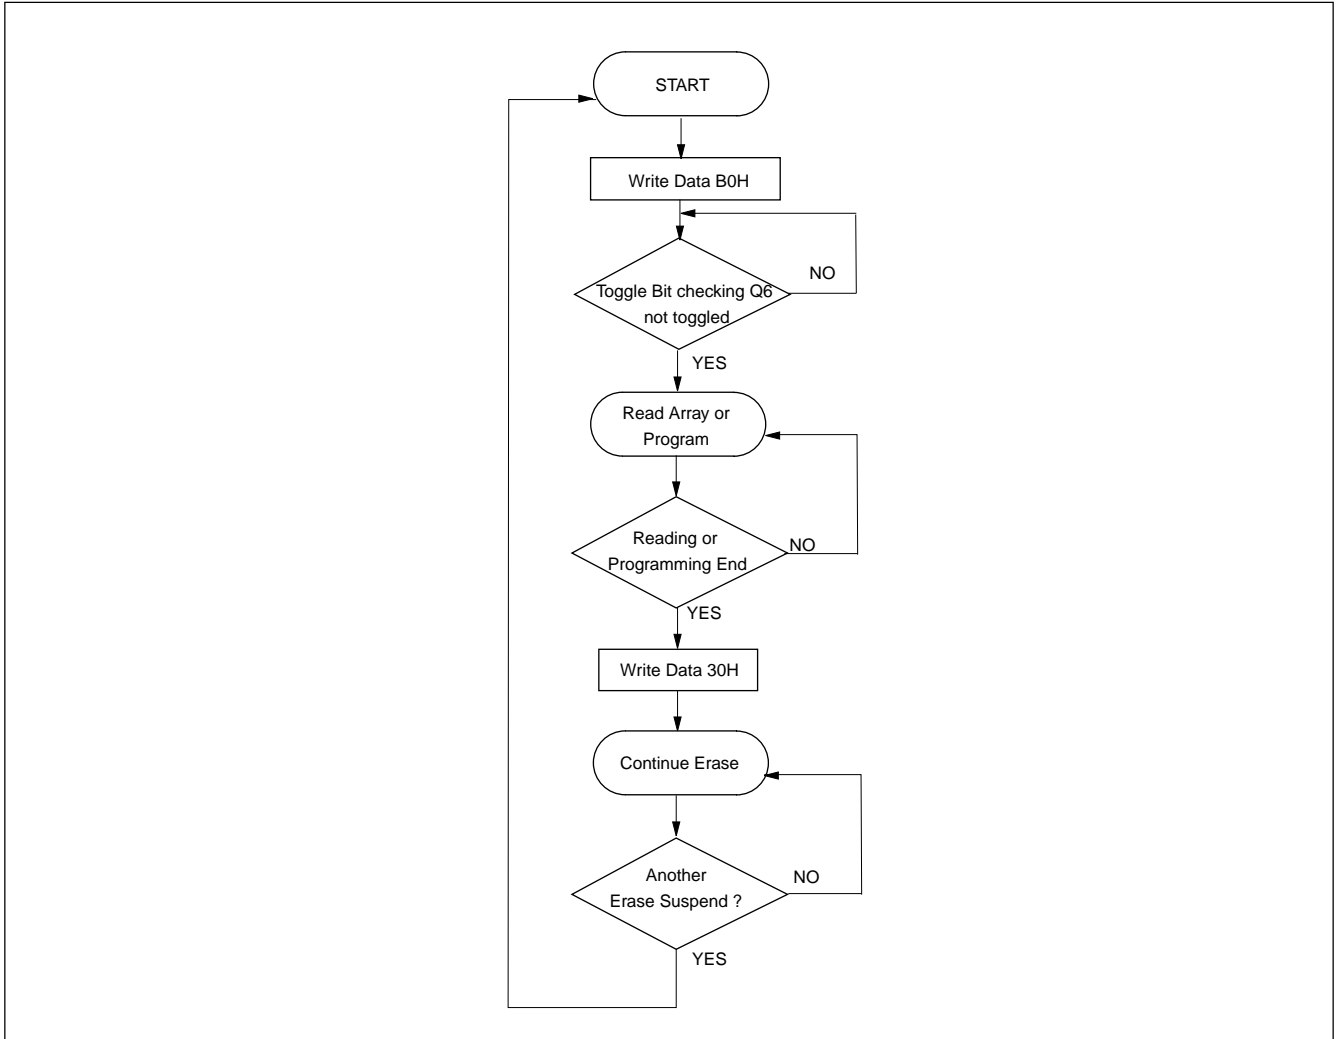 START
Write Data B0H
NO
Toggle Bit checking Q6
not toggled
YES
Read Array or
Program
Reading or
NO
Programming End
YES
Write Data 30H
Continue Erase
Another
NO
Erase Suspend ?
YES